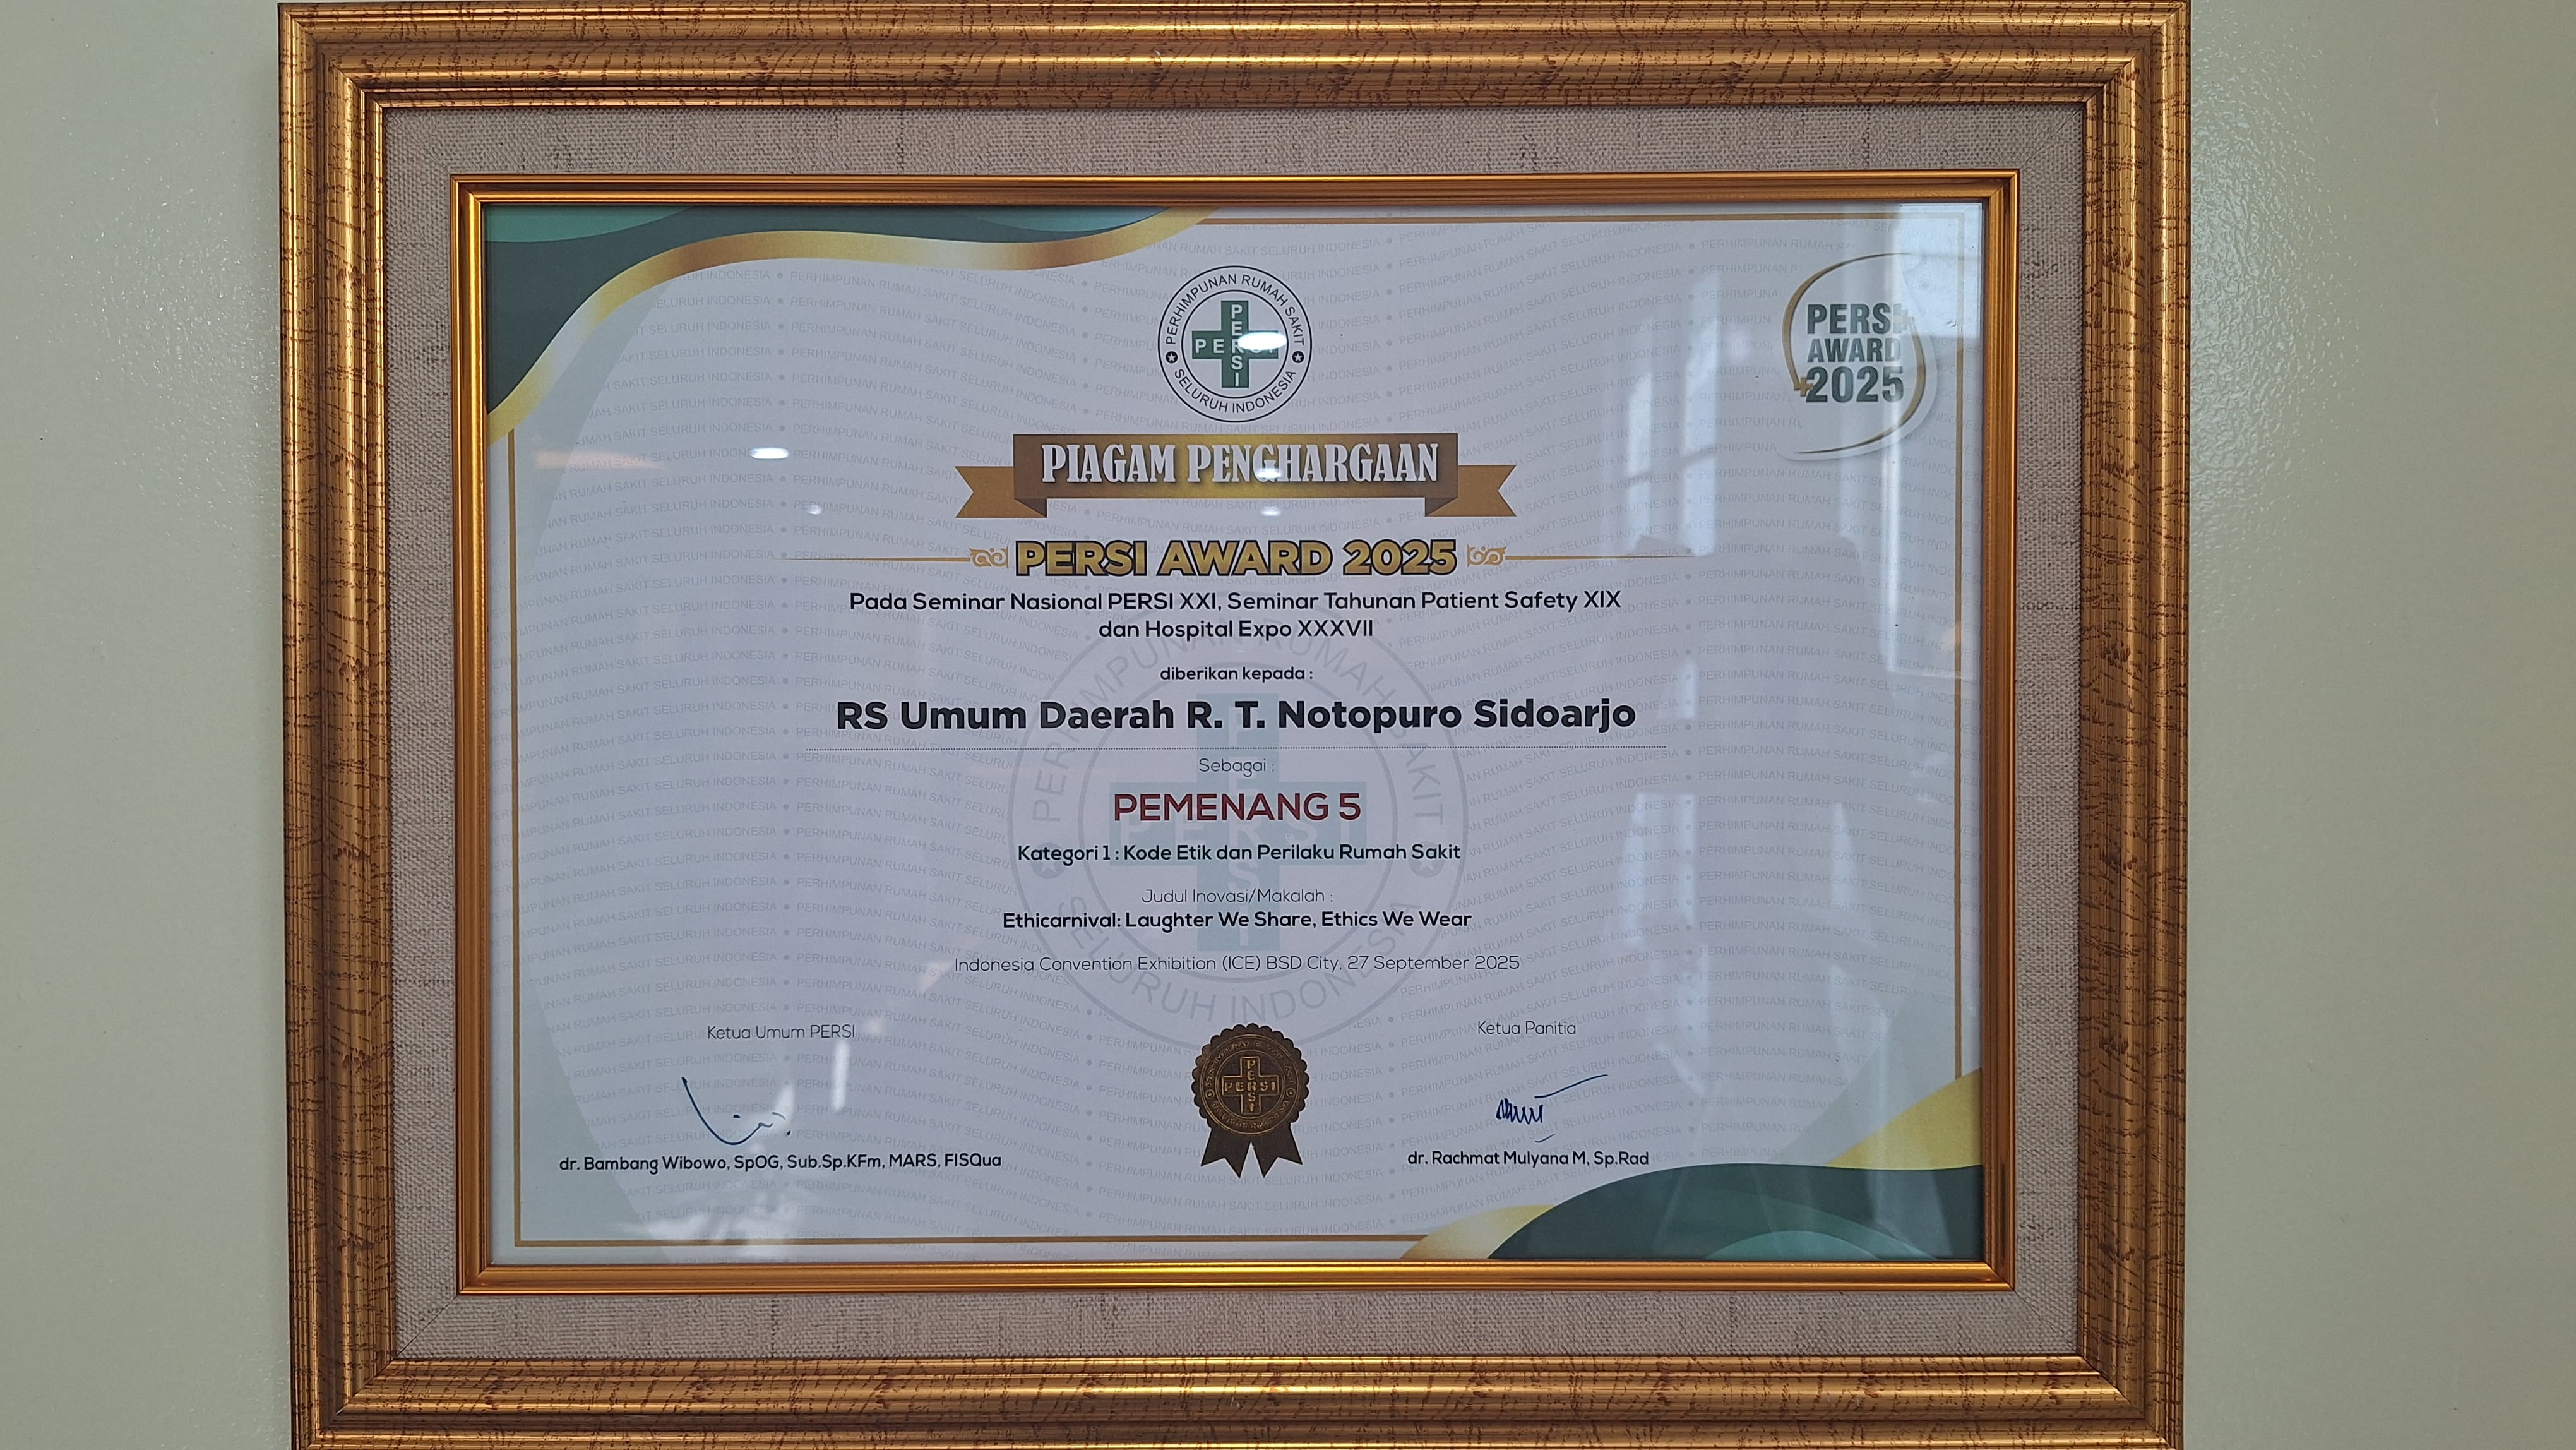 PERHIMPUNAN RUMAH SAKIT
SELURUH INDONESIA
PERSI
PERSI
AWARD
2025
PIAGAM PENGHARGAAN
PERSI AWARD 2025
Pada Seminar Nasional PERSI XXI, Seminar Tahunan Patient Safety XIX
dan Hospital Expo XXXVII
diberikan kepada :
RS Umum Daerah R. T. Notopuro Sidoarjo
Sebagai :
PEMENANG 5
Kategori 1 : Kode Etik dan Perilaku Rumah Sakit
Judul Inovasi/Makalah :
Ethicarnival: Laughter We Share, Ethics We Wear
Indonesia Convention Exhibition (ICE) BSD City, 27 September 2025
Ketua Umum PERSI
Ketua Panitia
PERSI
dr. Bambang Wibowo, SpOG, Sub.Sp.KFm, MARS, FISQua
dr. Rachmat Mulyana M, Sp.Rad